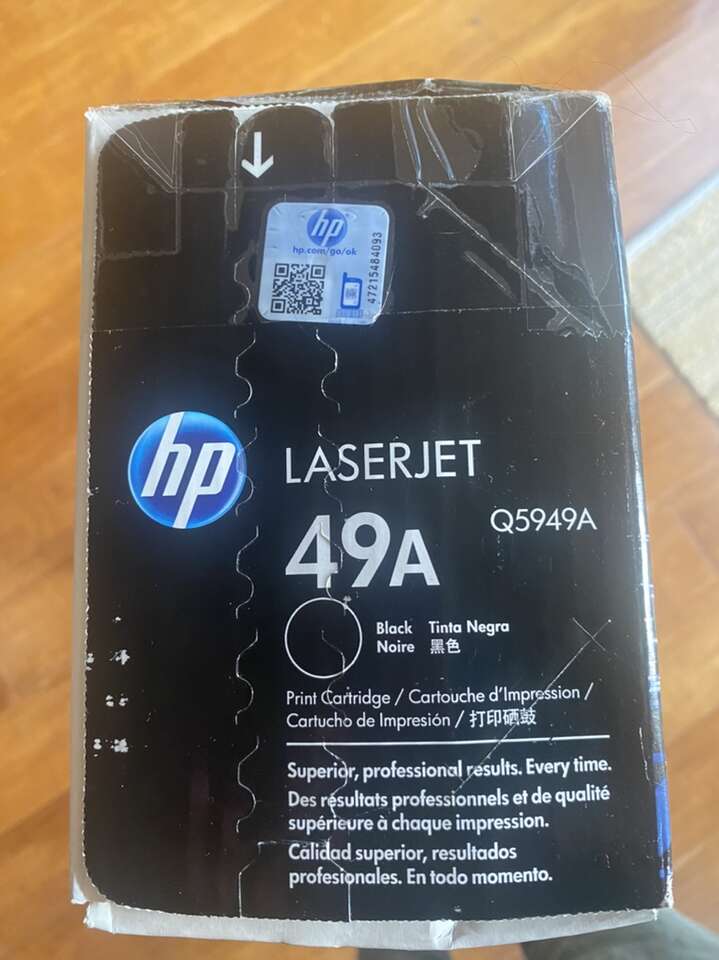 hp
hp.com/go/ok
47215484093
hp
LASERJET
49A
Q5949A
Black Tinta Negra
Noire 黑色
Print Cartridge / Cartouche d'Impression /
Cartucho de Impresión / 打印硒鼓
Superior, professional results. Every time.
Des résultats professionnels et de qualité
supérieure à chaque impression.
Calidad superior, resultados
profesionales. En todo momento.